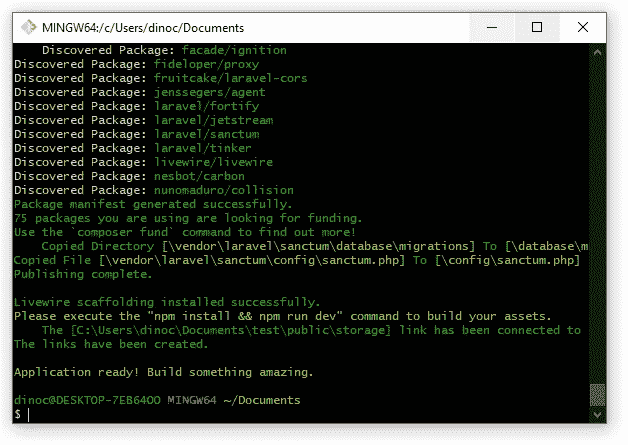 MINGW64:/c/Users/dinoc/Documents
Discovered Package: facade/ignition
Discovered Package: fideloper/proxy
Discovered Package: fruitcake/laravel-cors
Discovered Package: jenssegers/agent
Discovered Package: laravel/fortify
Discovered Package: laravel/jetstream
Discovered Package: laravel/sanctum
Discovered Package: laravel/tinker
Discovered Package: livewire/livewire
Discovered Package: nesbot/carbon
Discovered Package: nunomaduro/collision
Package manifest generated successfully.
75 packages you are using are looking for funding.
Use the `composer fund` command to find out more!
Copied Directory [\vendor\laravel\sanctum\database\migrations] To [\database\m
Copied File [\vendor\laravel\sanctum\config\sanctum.php] To [\config\sanctum.php]
Publishing complete.
Livewire scaffolding installed successfully.
Please execute the "npm install && npm run dev" command to build your assets.
The [C:\Users\dinoc\Documents\test\public\storage] link has been connected to
The links have been created.
Application ready! Build something amazing.
dinoc@DESKTOP-7EB64OO MINGW64 ~/Documents
$